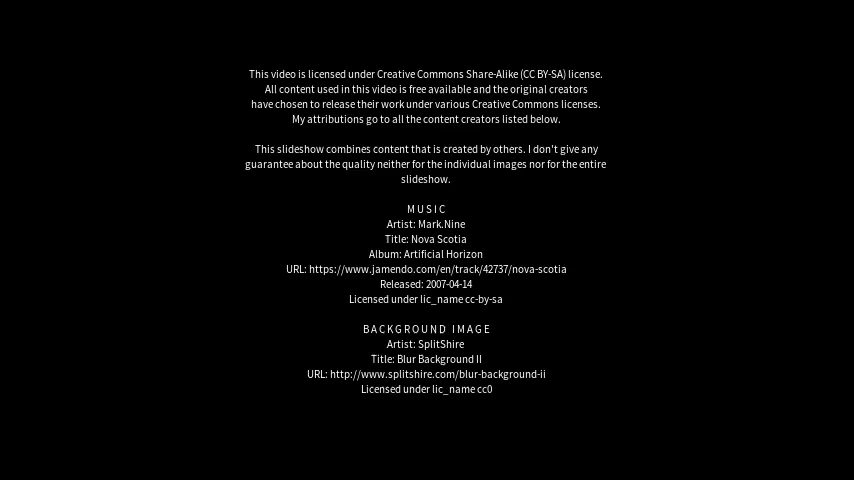 This video is licensed under Creative Commons Share-Alike (CC BY-SA) license.
All content used in this video is free available and the original creators
have chosen to release their work under various Creative Commons licenses.
My attributions go to all the content creators listed below.
This slideshow combines content that is created by others. I don't give any
guarantee about the quality neither for the individual images nor for the entire
slideshow.
MUSIC
Artist: Mark.Nine
Title: Nova Scotia
Album: Artificial Horizon
URL: https://www.jamendo.com/en/track/42737/nova-scotia
Released: 2007-04-14
Licensed under lic_name cc-by-sa
BACKGROUND IMAGE
Artist: SplitShire
Title: Blur Background II
URL: http://www.splitshire.com/blur-background-ii
Licensed under lic_name cc0